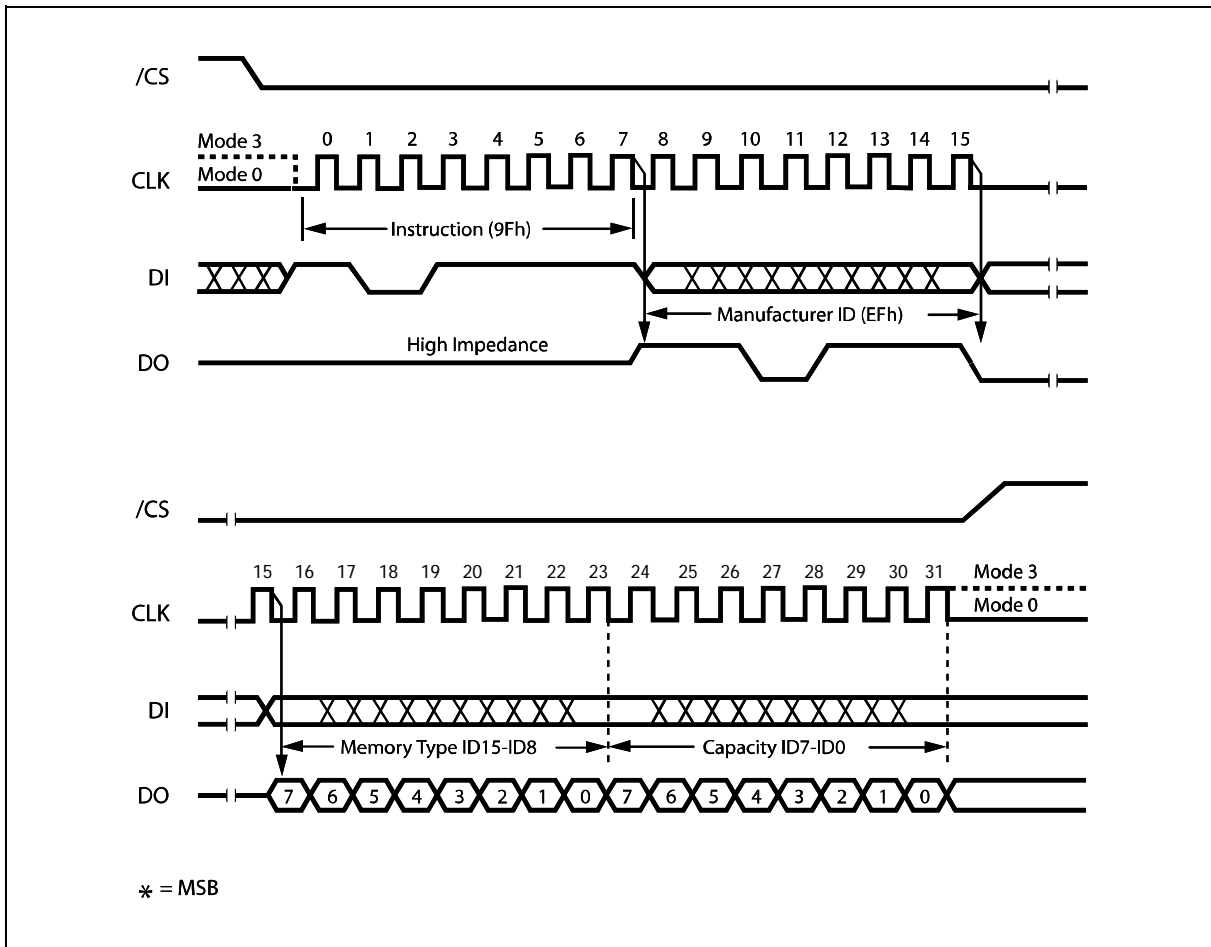 /CS
Mode 3
0 1 2 3 4 5 6 7 8 9 10 11 12 13 14 15
CLK
Mode 0
Instruction (9Fh)
DI
Manufacturer ID (EFh)
High Impedance
DO
/CS
15 16 17 18 19 20 21 22 23 24 25 26 27 28 29 30 31
Mode 3
CLK
Mode 0
DI
Memory Type ID15-ID8
Capacity ID7-ID0
DO
7 6 5 4 3 2 1 0 7 6 5 4 3 2 1 0
* = MSB